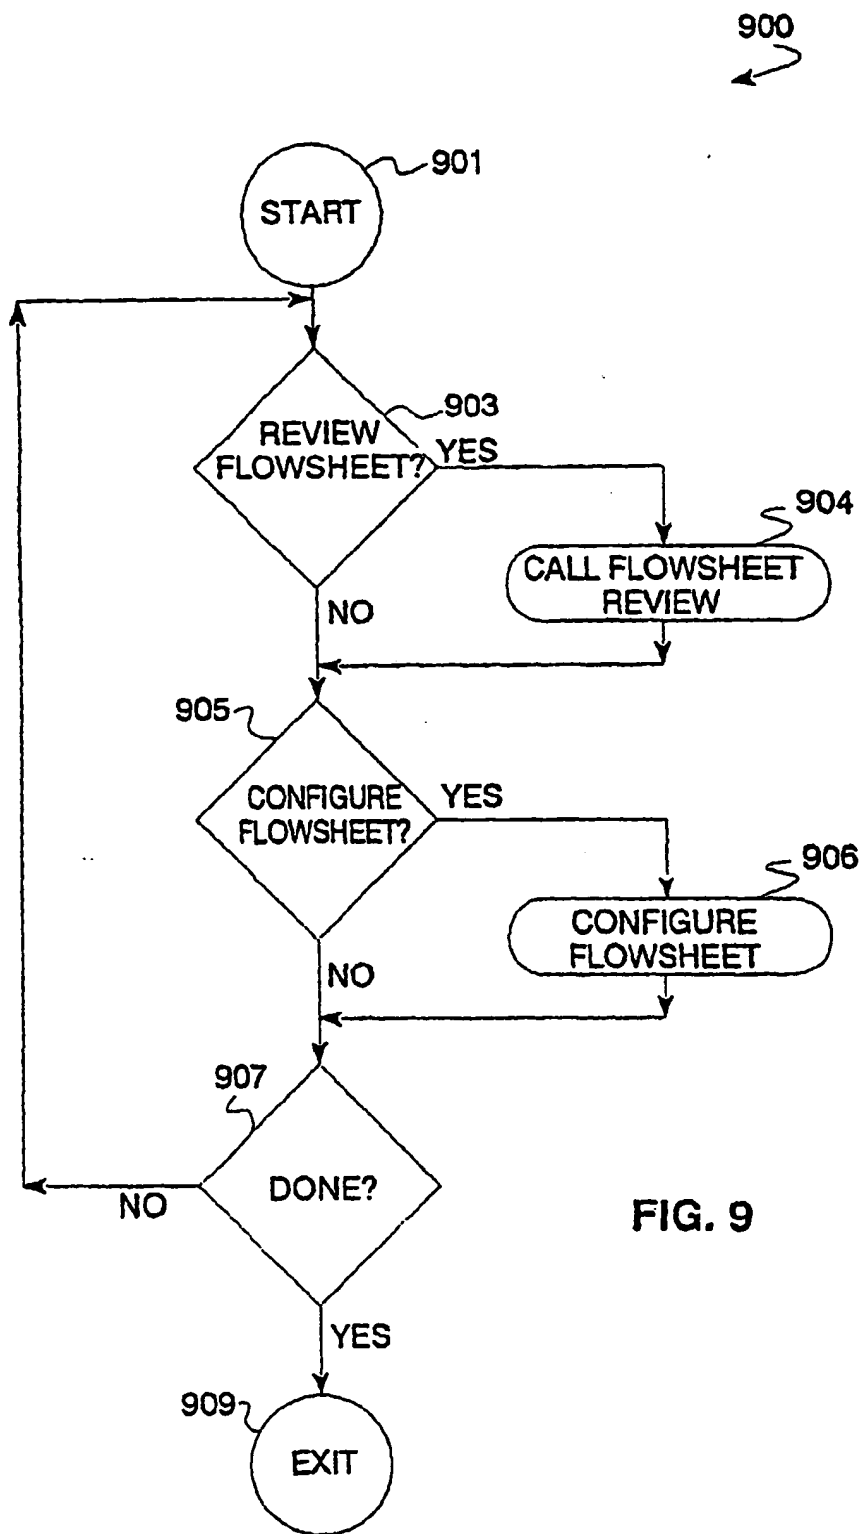 900
901
START
903
REVIEW
FLOWSHEET?
YES
904
CALL FLOWSHEET
REVIEW
NO
905
CONFIGURE
FLOWSHEET?
YES
906
CONFIGURE
FLOWSHEET
NO
907
DONE?
NO
FIG. 9
YES
909
EXIT